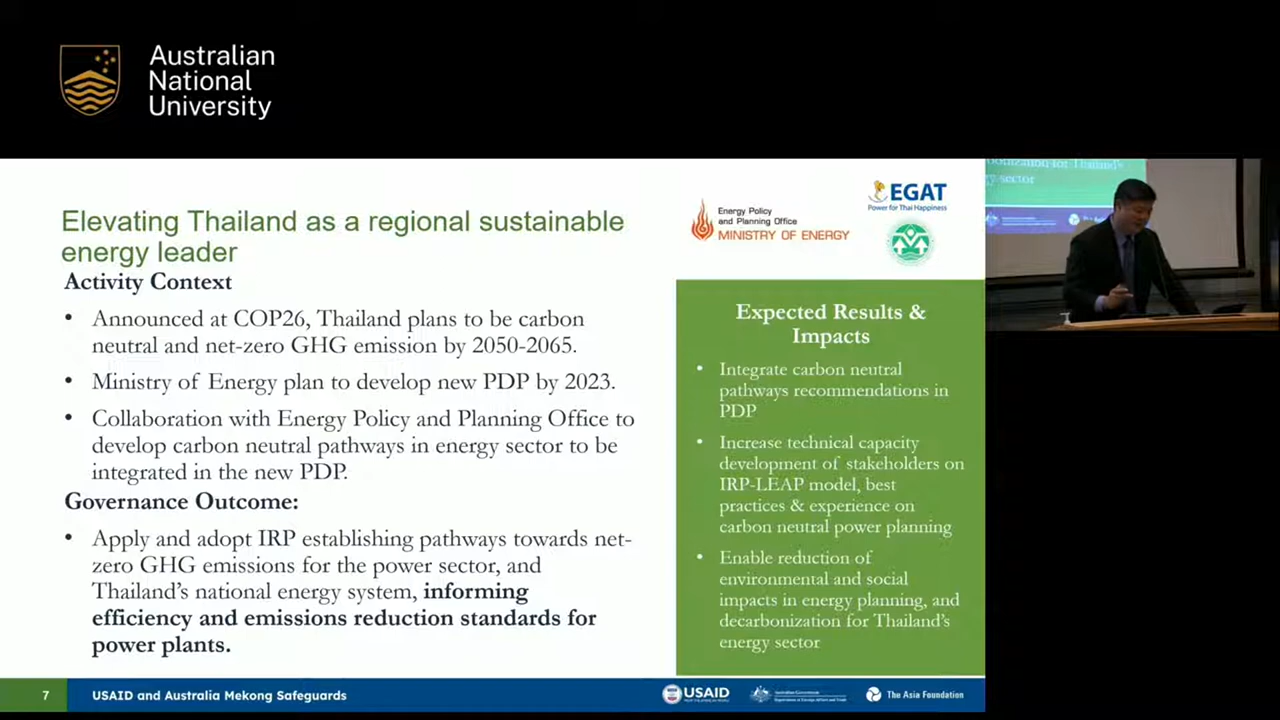 Australian
National
University
Elevating Thailand as a regional sustainable
energy leader
Activity Context
• Announced at COP26, Thailand plans to be carbon
neutral and net-zero GHG emission by 2050-2065.
• Ministry of Energy plan to develop new PDP by 2023.
• Collaboration with Energy Policy and Planning Office to
develop carbon neutral pathways in energy sector to be
integrated in the new PDP.
Governance Outcome:
• Apply and adopt IRP establishing pathways towards net-
zero GHG emissions for the power sector, and
Thailand's national energy system, informing
efficiency and emissions reduction standards for
power plants.
Energy Policy
and Planning Office
MINISTRY OF ENERGY
EGAT
Power for Thai Happiness
Expected Results &
Impacts
• Integrate carbon neutral
pathways recommendations in
PDP
• Increase technical capacity
development of stakeholders on
IRP-LEAP model, best
practices & experience on
carbon neutral power planning
• Enable reduction of
environmental and social
impacts in energy planning, and
decarbonization for Thailand's
energy sector
7
USAID and Australia Mekong Safeguards
USAID
Australian Government
The Asia Foundation